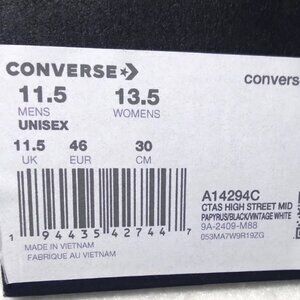 CONVERSE
convers
11.5 13.5
MENS WOMENS
UNISEX
11.5 46 30
UK EUR CM
A14294C
CTAS HIGH STREET MID
PAPYRUS/BLACK/VINTAGE WHITE
9A-2409-M88
053MA7W9R19ZG
1 94435 42744 7
MADE IN VIETNAM
FABRIQUE AU VIETNAM